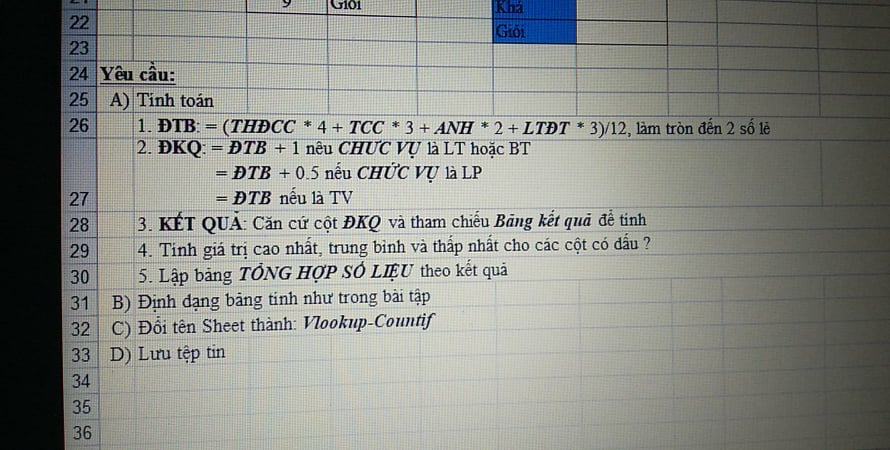 9 Giỏi Khá
22 Giỏi
23
24 Yêu cầu:
25 A) Tính toán
26 1. ĐTB: = (THĐCC * 4 + TCC * 3 + ANH * 2 + LTĐT * 3)/12, làm tròn đến 2 số lẻ
2. ĐKQ: = ĐTB + 1 nêu CHỨC VỤ là LT hoặc BT
= ĐTB + 0.5 nếu CHỨC VỤ là LP
27 = ĐTB nếu là TV
28 3. KẾT QUẢ: Căn cứ cột ĐKQ và tham chiếu Bảng kết quả để tính
29 4. Tính giá trị cao nhất, trung bình và thấp nhất cho các cột có dấu ?
30 5. Lập bảng TỔNG HỢP SỐ LIỆU theo kết quả
31 B) Định dạng bảng tính như trong bài tập
32 C) Đổi tên Sheet thành: Vlookup-Countif
33 D) Lưu tệp tin
34
35
36